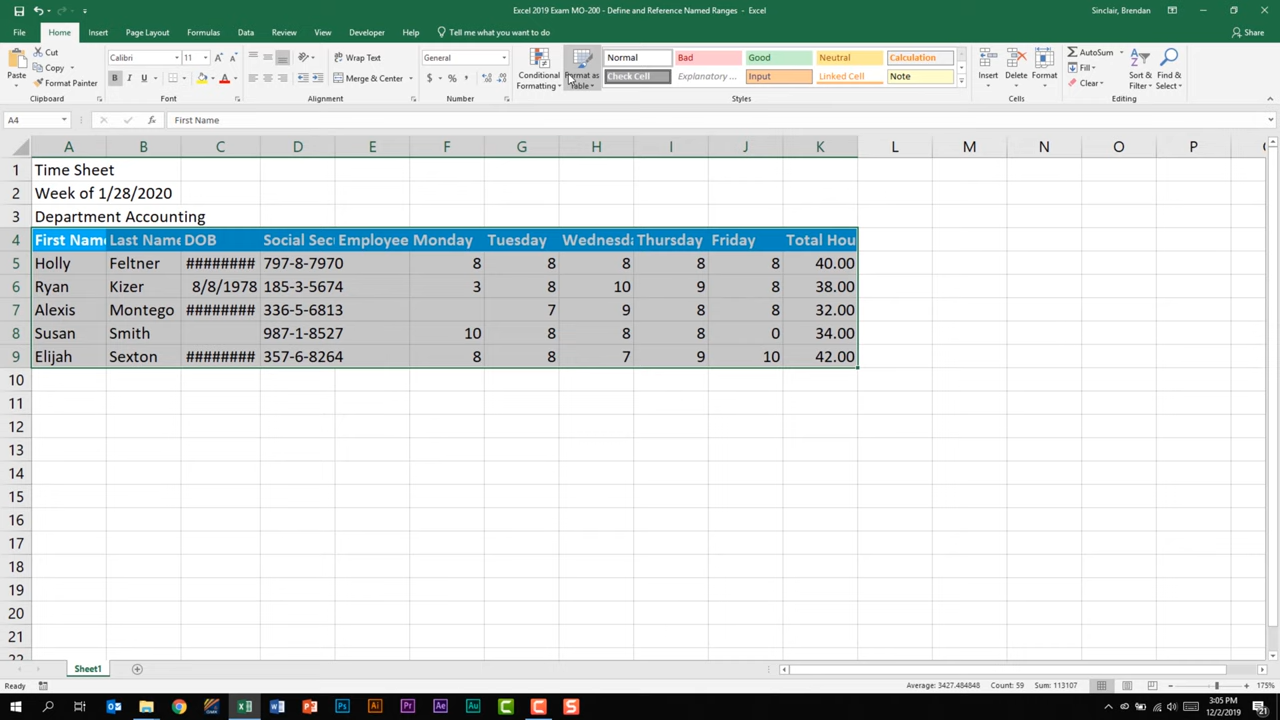 Excel 2019 Exam MO-200 - Define and Reference Named Ranges - Excel
Sinclair, Brendan
File Home Insert Page Layout Formulas Data Review View Developer Help Tell me what you want to do Share
Paste Cut Copy Format Painter Clipboard
Calibri 11 B I U A Font
Wrap Text Merge & Center Alignment
General $ % , Number
Conditional Formatting Format as Table
Normal Bad Good Neutral Calculation
Check Cell Explanatory ... Input Linked Cell Note
Styles
Insert Delete Format Cells
AutoSum Fill Clear Sort & Filter Find & Select Editing
A4 fx First Name
A B C D E F G H I J K L M N O P
1 Time Sheet
2 Week of 1/28/2020
3 Department Accounting
4 First Name Last Name DOB Social Secu Employee Monday Tuesday Wednesda Thursday Friday Total Hou
5 Holly Feltner ######## 797-8-7970 8 8 8 8 8 40.00
6 Ryan Kizer 8/8/1978 185-3-5674 3 8 10 9 8 38.00
7 Alexis Montego ######## 336-5-6813 7 9 8 8 32.00
8 Susan Smith 987-1-8527 10 8 8 8 0 34.00
9 Elijah Sexton ######## 357-6-8264 8 8 7 9 10 42.00
10
11
12
13
14
15
16
17
18
19
20
21
22
Sheet1
Ready Average: 3427.484848 Count: 59 Sum: 113107 175%
3:05 PM
12/2/2019
21